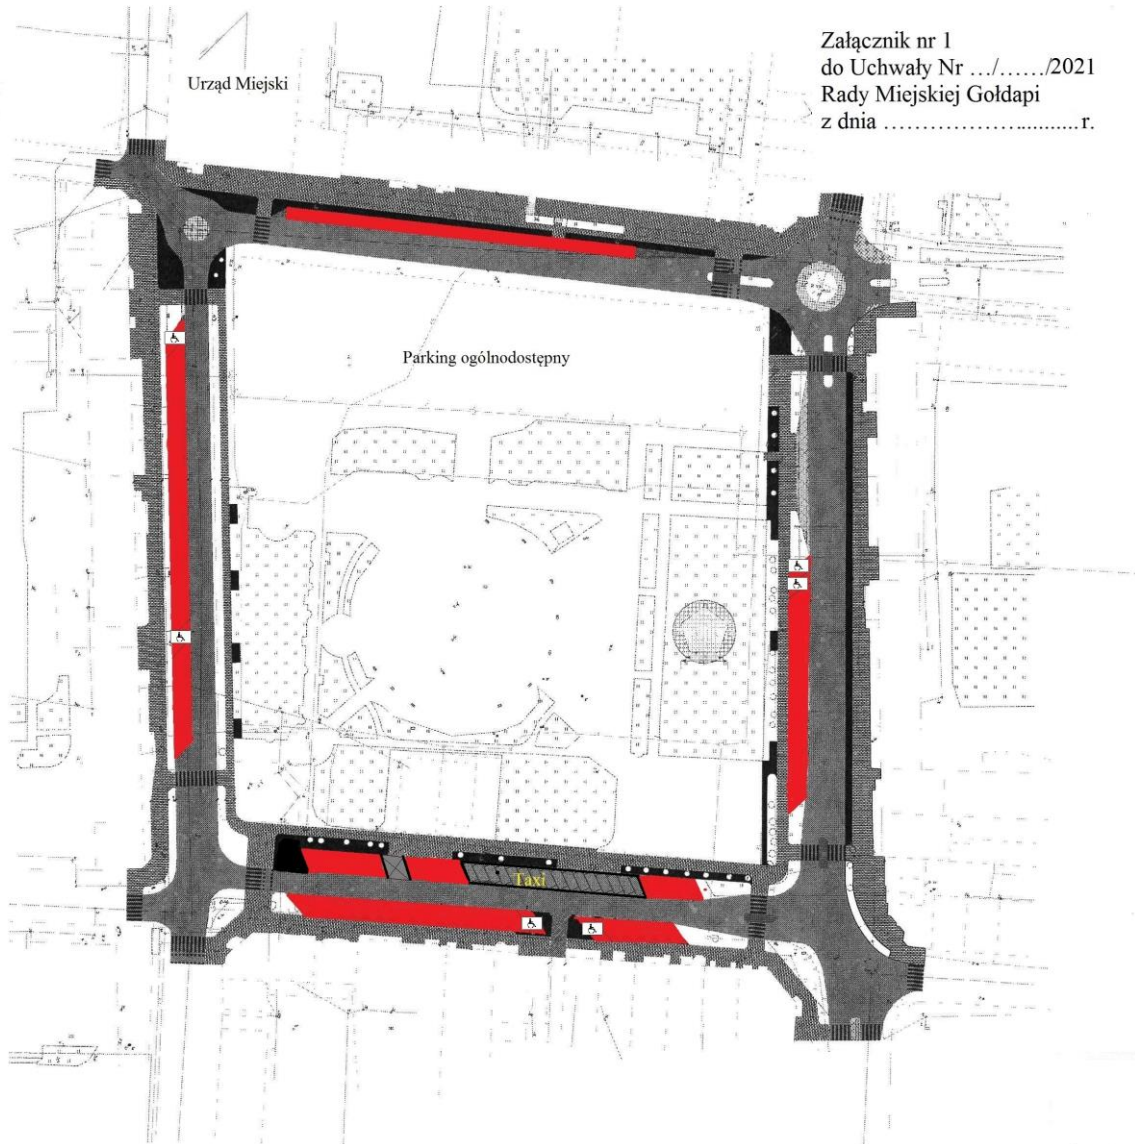 Załącznik nr 1
do Uchwały Nr …/……/2021
Rady Miejskiej Gołdapi
z dnia ……………….............. r.
Urząd Miejski
Parking ogólnodostępny
Taxi